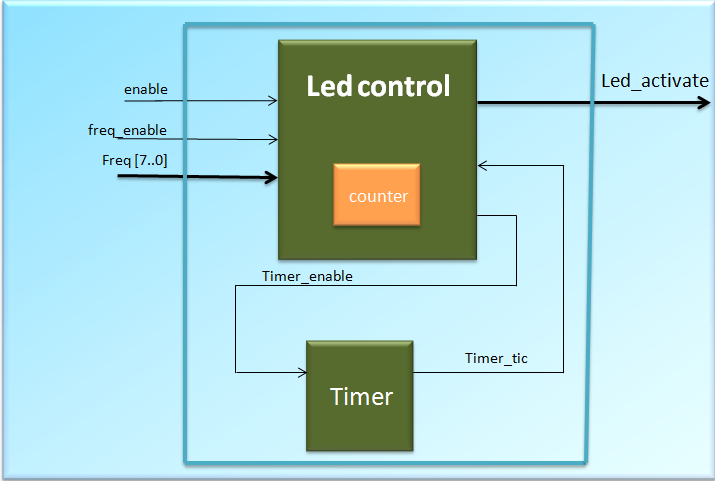 Led control
enable
Led_activate
freq_enable
Freq [7..0]
counter
Timer_enable
Timer_tic
Timer